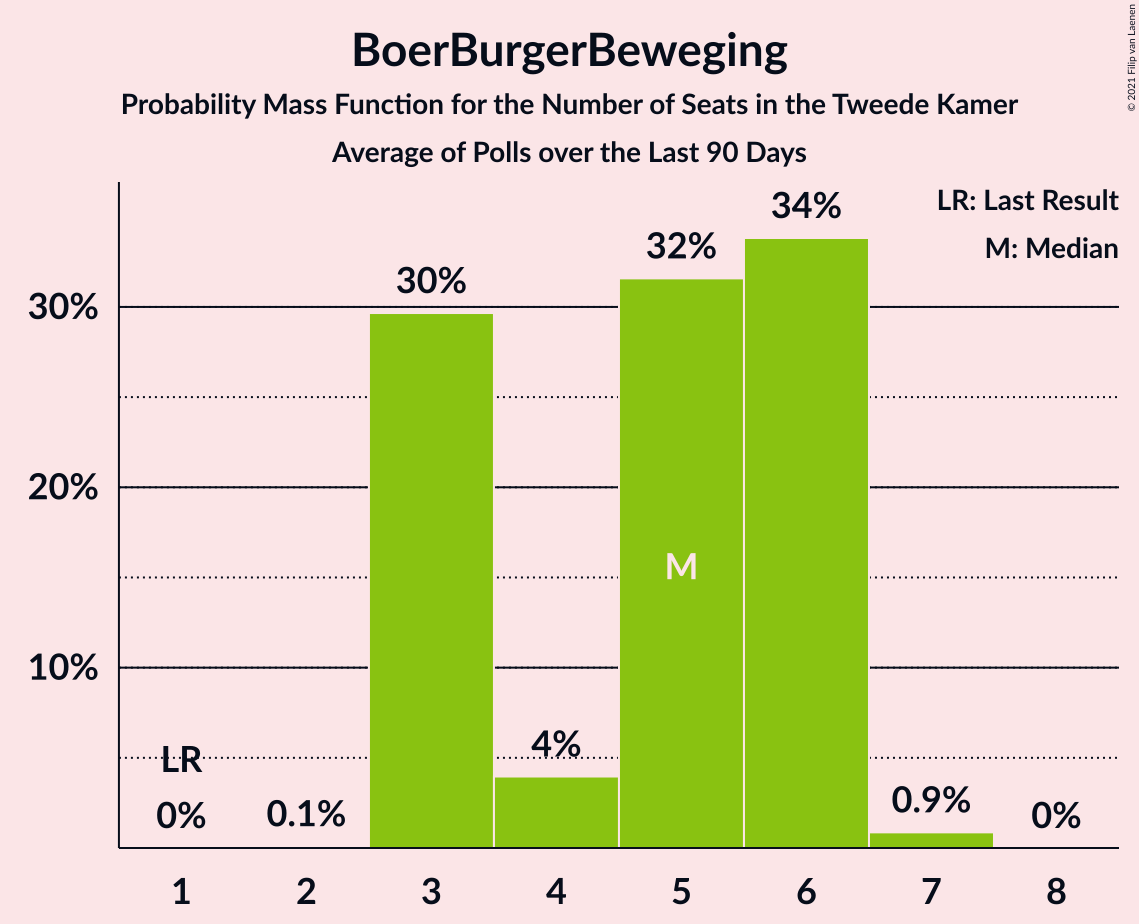 BoerBurgerBeweging
Probability Mass Function for the Number of Seats in the Tweede Kamer
Average of Polls over the Last 90 Days
© 2021 Filip van Laenen
LR: Last Result
M: Median
34%
32%
30%
30%
20%
M
10%
LR
4%
0%
0.1%
0.9%
0%
1 2 3 4 5 6 7 8